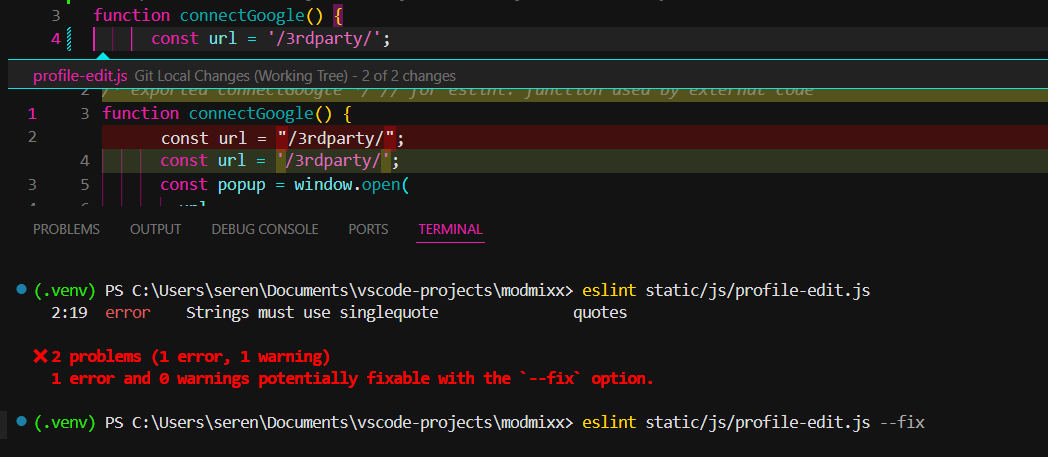 3 function connectGoogle() {
4 const url = '/3rdparty/';
profile-edit.js Git Local Changes (Working Tree) - 2 of 2 changes
2 /* exported connectGoogle */ // for eslint: function used by external code
1 3 function connectGoogle() {
2 const url = "/3rdparty/";
4 const url = '/3rdparty/';
3 5 const popup = window.open(
4 6 url
PROBLEMS OUTPUT DEBUG CONSOLE PORTS TERMINAL
(.venv) PS C:\Users\seren\Documents\vscode-projects\modmixx> eslint static/js/profile-edit.js
2:19 error Strings must use singlequote quotes
❌ 2 problems (1 error, 1 warning)
1 error and 0 warnings potentially fixable with the `--fix` option.
(.venv) PS C:\Users\seren\Documents\vscode-projects\modmixx> eslint static/js/profile-edit.js --fix